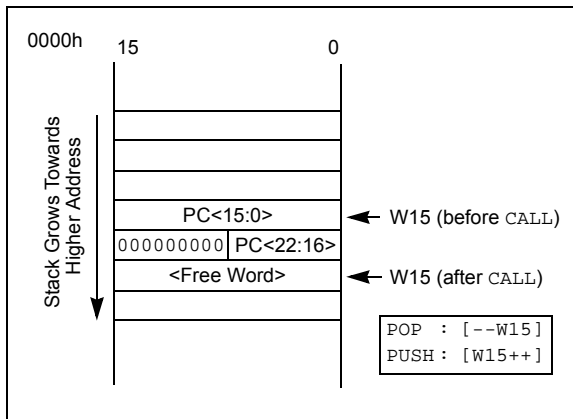 0000h
15 0
Stack Grows Towards
Higher Address
PC<15:0>
W15 (before CALL)
000000000 PC<22:16>
<Free Word>
W15 (after CALL)
POP : [--W15]
PUSH : [W15++]